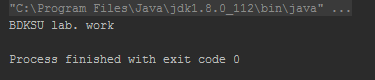 "C:\Program Files\Java\jdk1.8.0_112\bin\java" ...
BDKSU lab. work
Process finished with exit code 0